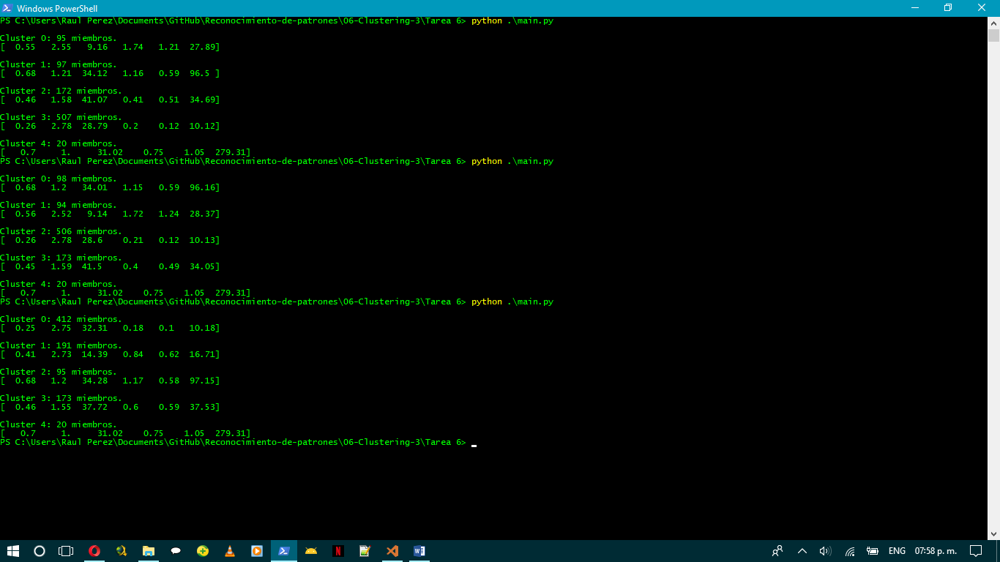 Windows PowerShell
PS C:\Users\Raul Perez\Documents\GitHub\Reconocimiento-de-patrones\06-Clustering-3\Tarea 6> python .\main.py
Cluster 0: 95 miembros.
[  0.55   2.55   9.16   1.74   1.21  27.89]
Cluster 1: 97 miembros.
[  0.68   1.21  34.12   1.16   0.59  96.5 ]
Cluster 2: 172 miembros.
[  0.46   1.58  41.07   0.41   0.51  34.69]
Cluster 3: 507 miembros.
[  0.26   2.78  28.79   0.2    0.12  10.12]
Cluster 4: 20 miembros.
[   0.7     1.     31.02    0.75    1.05  279.31]
PS C:\Users\Raul Perez\Documents\GitHub\Reconocimiento-de-patrones\06-Clustering-3\Tarea 6> python .\main.py
Cluster 0: 98 miembros.
[  0.68   1.2   34.01   1.15   0.59  96.16]
Cluster 1: 94 miembros.
[  0.56   2.52   9.14   1.72   1.24  28.37]
Cluster 2: 506 miembros.
[  0.26   2.78  28.6    0.21   0.12  10.13]
Cluster 3: 173 miembros.
[  0.45   1.59  41.5    0.4    0.49  34.05]
Cluster 4: 20 miembros.
[   0.7     1.     31.02    0.75    1.05  279.31]
PS C:\Users\Raul Perez\Documents\GitHub\Reconocimiento-de-patrones\06-Clustering-3\Tarea 6> python .\main.py
Cluster 0: 412 miembros.
[  0.25   2.75  32.31   0.18   0.1   10.18]
Cluster 1: 191 miembros.
[  0.41   2.73  14.39   0.84   0.62  16.71]
Cluster 2: 95 miembros.
[  0.68   1.2   34.28   1.17   0.58  97.15]
Cluster 3: 173 miembros.
[  0.46   1.55  37.72   0.6    0.59  37.53]
Cluster 4: 20 miembros.
[   0.7     1.     31.02    0.75    1.05  279.31]
PS C:\Users\Raul Perez\Documents\GitHub\Reconocimiento-de-patrones\06-Clustering-3\Tarea 6>
ENG 07:58 p. m.